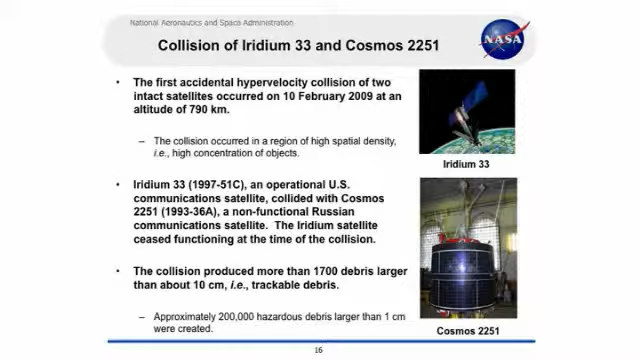 National Aeronautics and Space Administration
NASA
Collision of Iridium 33 and Cosmos 2251
• The first accidental hypervelocity collision of two
intact satellites occurred on 10 February 2009 at an
altitude of 790 km.
– The collision occurred in a region of high spatial density,
i.e., high concentration of objects.
Iridium 33
• Iridium 33 (1997-51C), an operational U.S.
communications satellite, collided with Cosmos
2251 (1993-36A), a non-functional Russian
communications satellite. The Iridium satellite
ceased functioning at the time of the collision.
• The collision produced more than 1700 debris larger
than about 10 cm, i.e., trackable debris.
– Approximately 200,000 hazardous debris larger than 1 cm
were created.
Cosmos 2251
16